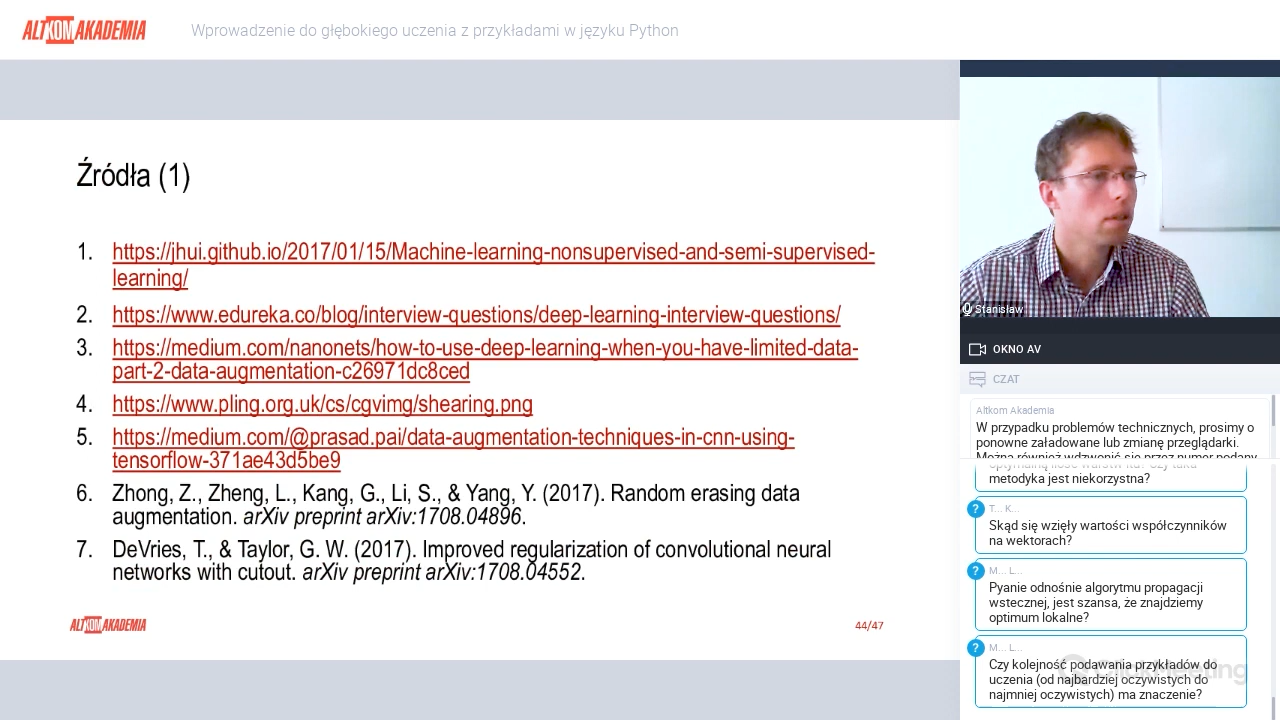 ALTKOM AKADEMIA
Wprowadzenie do głębokiego uczenia z przykładami w języku Python
Źródła (1)
1. https://jhui.github.io/2017/01/15/Machine-learning-nonsupervised-and-semi-supervised-
learning/
2. https://www.edureka.co/blog/interview-questions/deep-learning-interview-questions/
3. https://medium.com/nanonets/how-to-use-deep-learning-when-you-have-limited-data-
part-2-data-augmentation-c26971dc8ced
4. https://www.pling.org.uk/cs/cgvimg/shearing.png
5. https://medium.com/@prasad.pai/data-augmentation-techniques-in-cnn-using-
tensorflow-371ae43d5be9
6. Zhong, Z., Zheng, L., Kang, G., Li, S., & Yang, Y. (2017). Random erasing data
augmentation. arXiv preprint arXiv:1708.04896.
7. DeVries, T., & Taylor, G. W. (2017). Improved regularization of convolutional neural
networks with cutout. arXiv preprint arXiv:1708.04552.
ALTKOM AKADEMIA
44/47
Stanisław
OKNO AV
CZAT
Altkom Akademia
W przypadku problemów technicznych, prosimy o
ponowne załadowane lub zmianę przeglądarki.
Można również wdzwonić się przez numer podany
metodyka jest niekorzystna?
? T... K...
Skąd się wzięły wartości współczynników
na wektorach?
? M... L...
Pyanie odnośnie algorytmu propagacji
wstecznej, jest szansa, że znajdziemy
optimum lokalne?
? M... L...
Czy kolejność podawania przykładów do
uczenia (od najbardziej oczywistych do
najmniej oczywistych) ma znaczenie?